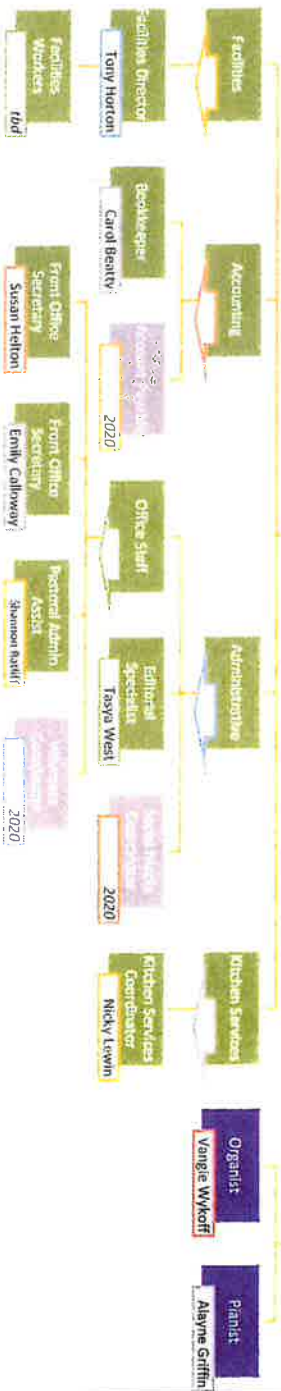 Facilities
Accounting
Administrative
Kitchen Services
Organist
Vangie Wykoff
Pianist
Alayne Griffin
Facilities Director
Tony Horton
Bookkeeper
Carol Beatty
2020
Office Staff
Editorial
Specialist
Tasya West
2020
Kitchen Services
Coordinator
Nicky Lewin
Facilities
Workers
tbd
Front Office
Secretary
Susan Helton
Front Office
Secretary
Emily Calloway
Pastoral Admin
Assist
Shannon Ratliff
2020